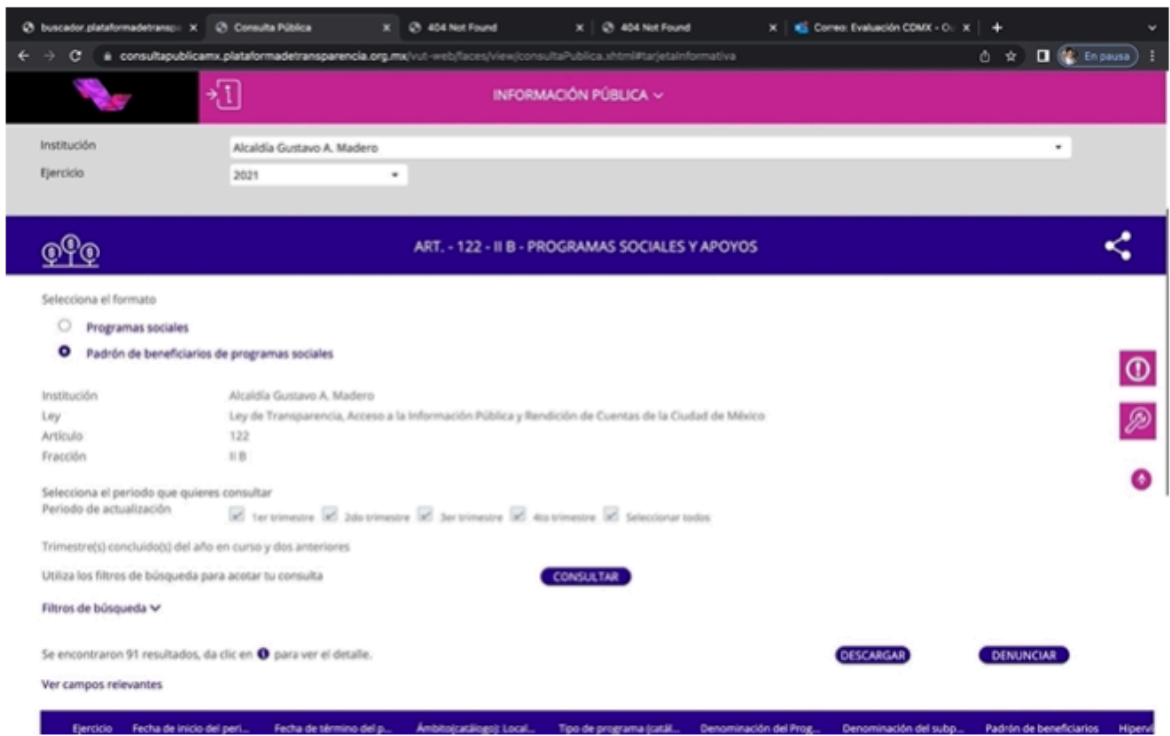 buscador.plataformadetransp Consulta Pública 404 Not Found 404 Not Found Correo: Evaluación CDMX - O
consultapublicamx.plataformadetransparencia.org.mx/vut-web/faces/view/consultaPublica.xhtml#tarjetaInformativa En pausa
INFORMACIÓN PÚBLICA
Institución Alcaldía Gustavo A. Madero
Ejercicio 2021
ART. - 122 - II B - PROGRAMAS SOCIALES Y APOYOS
Selecciona el formato
Programas sociales
Padrón de beneficiarios de programas sociales
Institución Alcaldía Gustavo A. Madero
Ley Ley de Transparencia, Acceso a la Información Pública y Rendición de Cuentas de la Ciudad de México
Artículo 122
Fracción II B
Selecciona el periodo que quieres consultar
Periodo de actualización 1er trimestre 2do trimestre 3er trimestre 4to trimestre Seleccionar todos
Trimestre(s) concluido(s) del año en curso y dos anteriores
Utiliza los filtros de búsqueda para acotar tu consulta CONSULTAR
Filtros de búsqueda
Se encontraron 91 resultados, da clic en i para ver el detalle. DESCARGAR DENUNCIAR
Ver campos relevantes
Ejercicio Fecha de inicio del peri... Fecha de término del p... Ámbito(catálogo): Local... Tipo de programa (catál... Denominación del Prog... Denominación del subp... Padrón de beneficiarios Hiperví